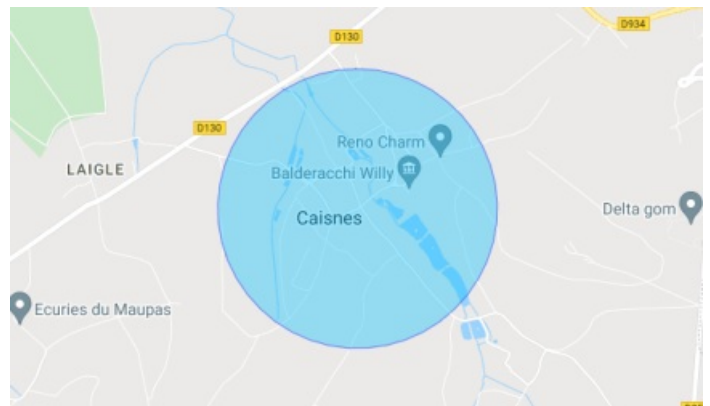 D934
D130
D130
Reno Charm
LAIGLE
Balderacchi Willy
Delta gom
Caisnes
Ecuries du Maupas